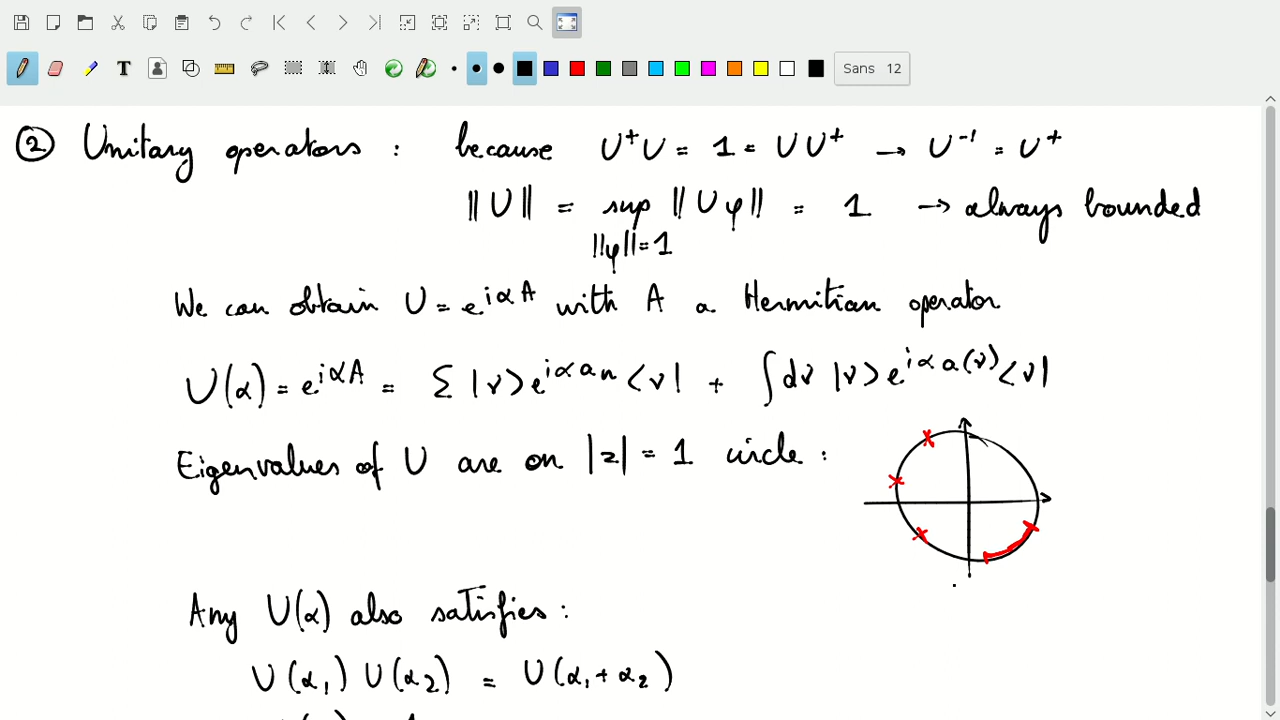 Sans 12
② Unitary operators : because U⁺U = 1 = UU⁺ → U⁻¹ = U⁺
||U|| = sup ||Uφ|| = 1 → always bounded
||φ||=1
We can obtain U = e^{iαA} with A a Hermitian operator
U(α) = e^{iαA} = Σ |ν> e^{iαan} <ν| + ∫dν |ν> e^{iαa(ν)} <ν|
Eigenvalues of U are on |z| = 1 circle :
Any U(α) also satisfies :
U(α₁) U(α₂) = U(α₁+α₂)